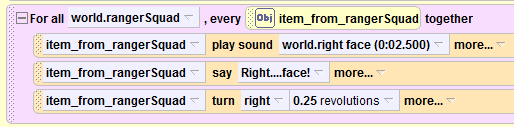 For all world.rangerSquad , every Obj item_from_rangerSquad together
item_from_rangerSquad play sound world.right face (0:02.500) more...
item_from_rangerSquad say Right....face! more...
item_from_rangerSquad turn right 0.25 revolutions more...